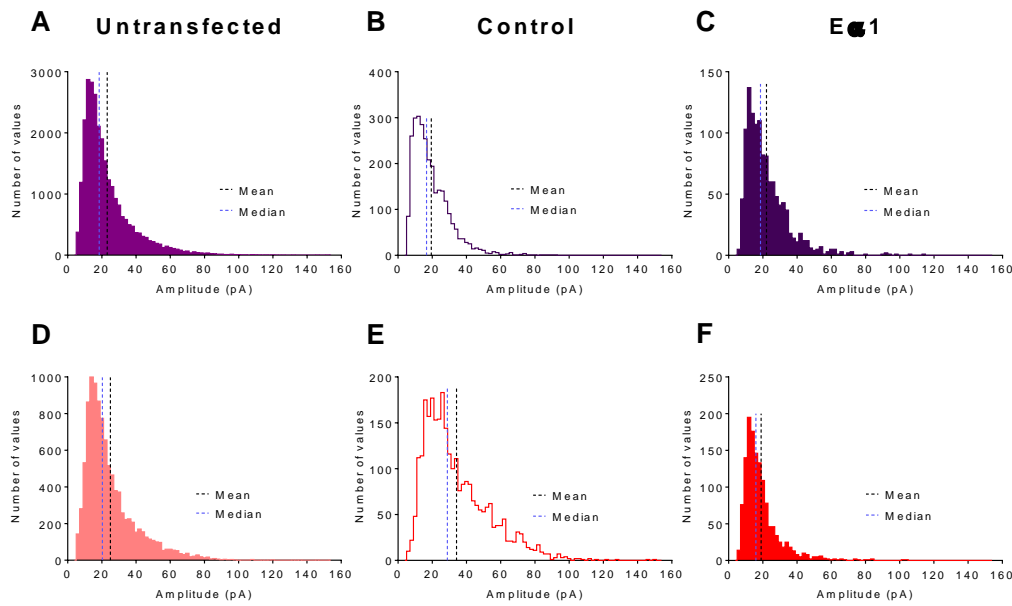 A Untransfected B Control C
3000
2000
1000
0
Number of values
0 20 40 60 80 100 120 140 160
Amplitude (pA)
Mean
Median
400
300
200
100
0
Number of values
0 20 40 60 80 100 120 140 160
Amplitude (pA)
Mean
Median
150
100
50
0
Number of values
0 20 40 60 80 100 120 140 160
Amplitude (pA)
Mean
Median
D E F
1000
800
600
400
200
0
Number of values
0 20 40 60 80 100 120 140 160
Amplitude (pA)
Mean
Median
200
150
100
50
0
Number of values
0 20 40 60 80 100 120 140 160
Amplitude (pA)
Mean
Median
250
200
150
100
50
0
Number of values
0 20 40 60 80 100 120 140 160
Amplitude (pA)
Mean
Median